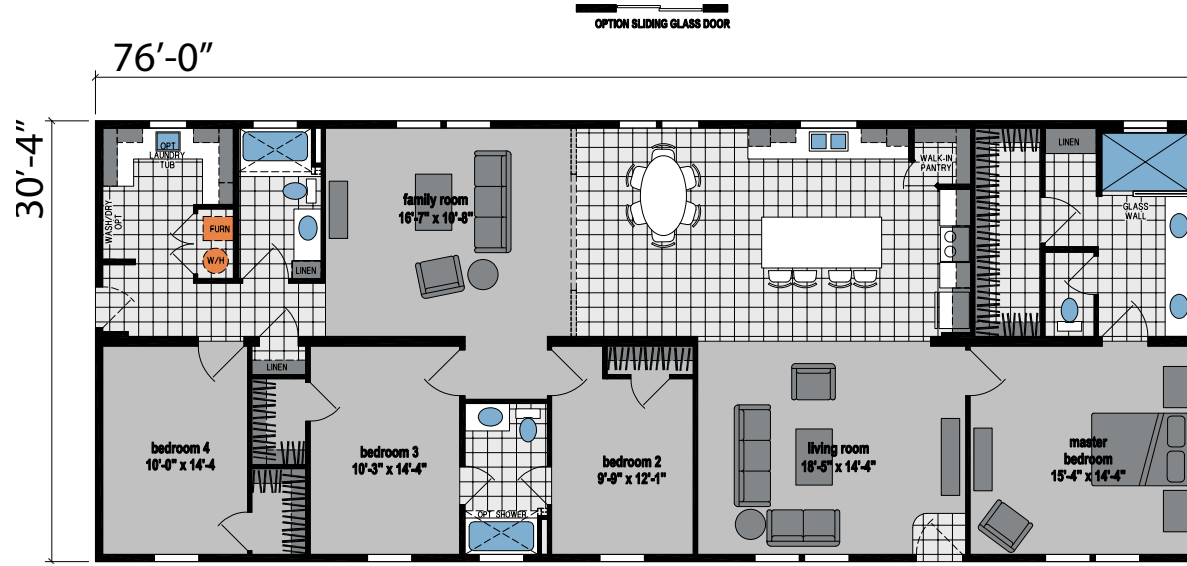 OPTION SLIDING GLASS DOOR
76'-0"
30'-4"
OPT
LAUNDRY
TUB
WASH/DRY
OPT
FURN
W/H
LINEN
family room
16'-7" x 10'-8"
WALK-IN
PANTRY
LINEN
GLASS
WALL
LINEN
bedroom 4
10'-0" x 14'-4
bedroom 3
10'-3" x 14'-4"
OPT SHOWER
bedroom 2
9'-9" x 12'-1"
living room
18'-5" x 14'-4"
master
bedroom
15'-4" x 14'-4"